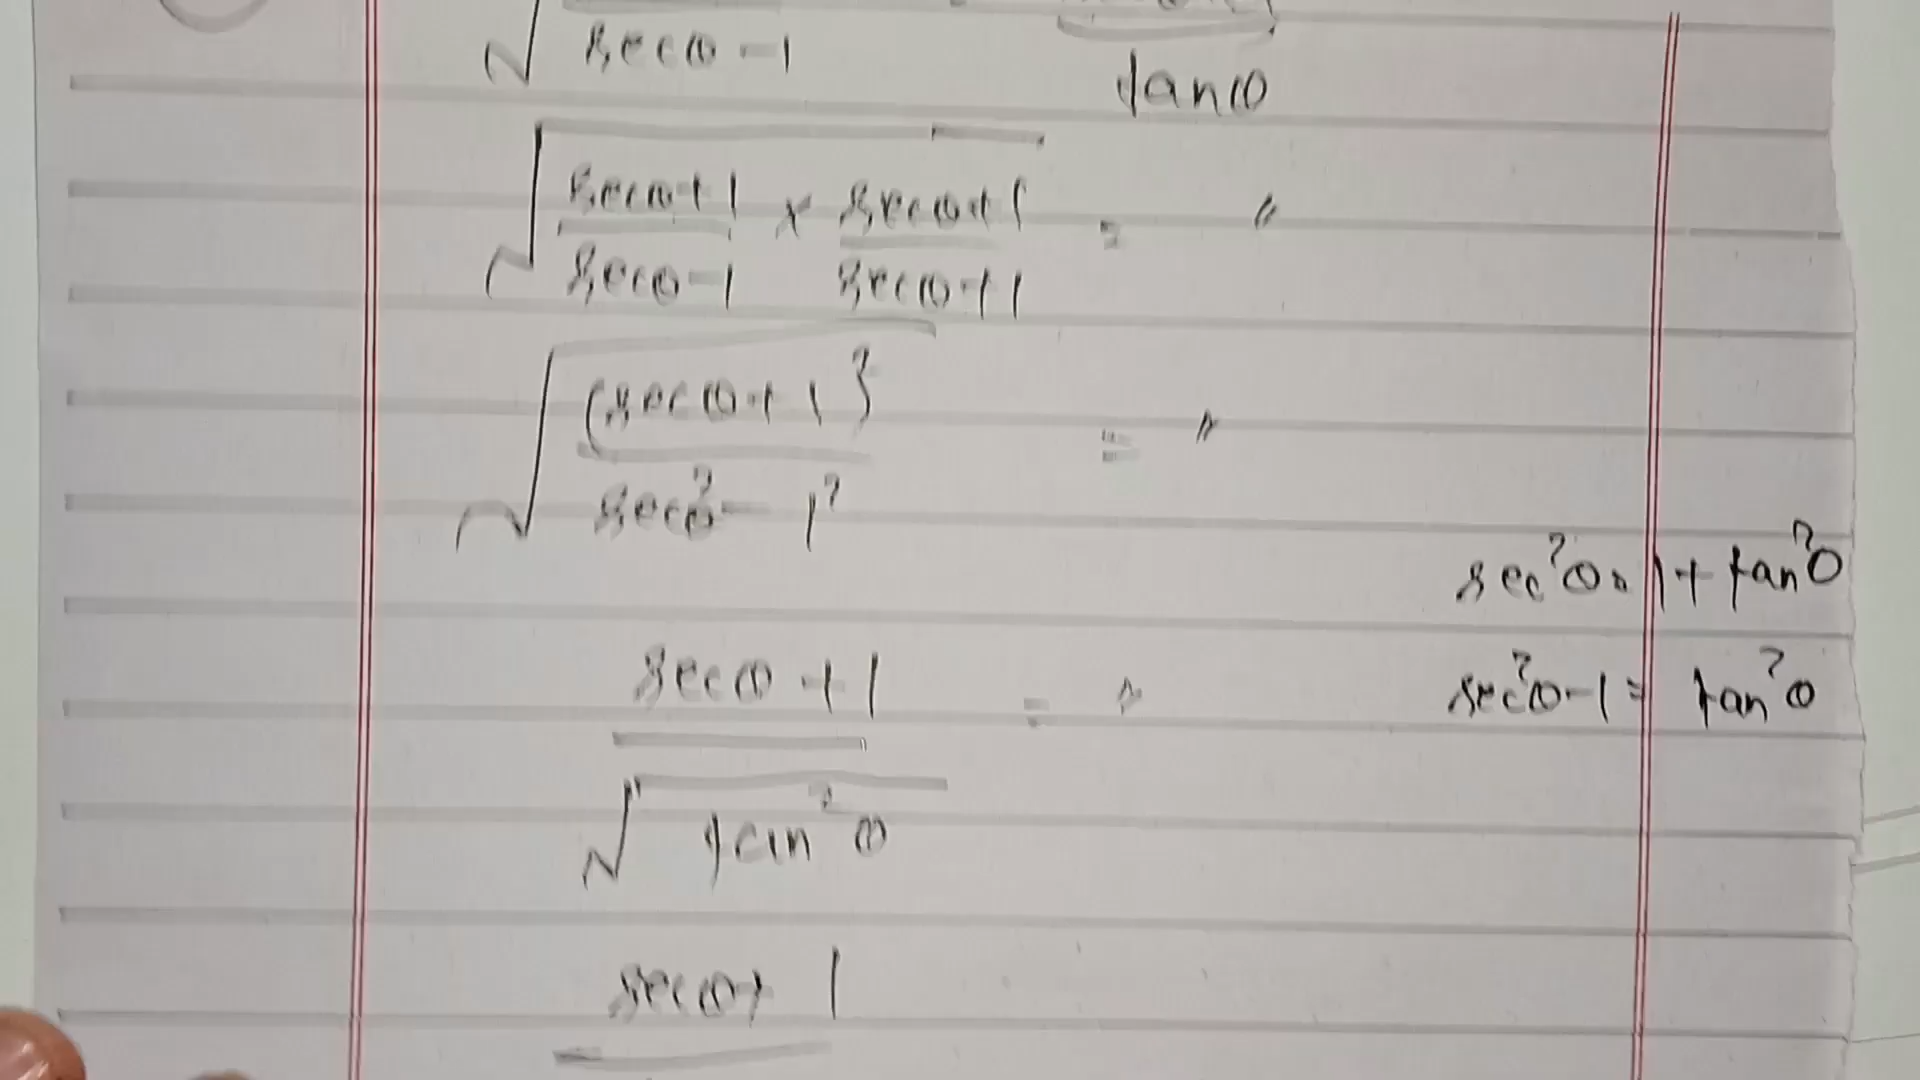 √ secθ-1
tanθ
√ secθ+1 / secθ-1 × secθ+1 / secθ+1 = "
√ (secθ+1)² / sec²θ - 1² = "
sec²θ = 1 + tan²θ
secθ + 1 / √ tan²θ = "
sec²θ-1 = tan²θ
secθ+ 1